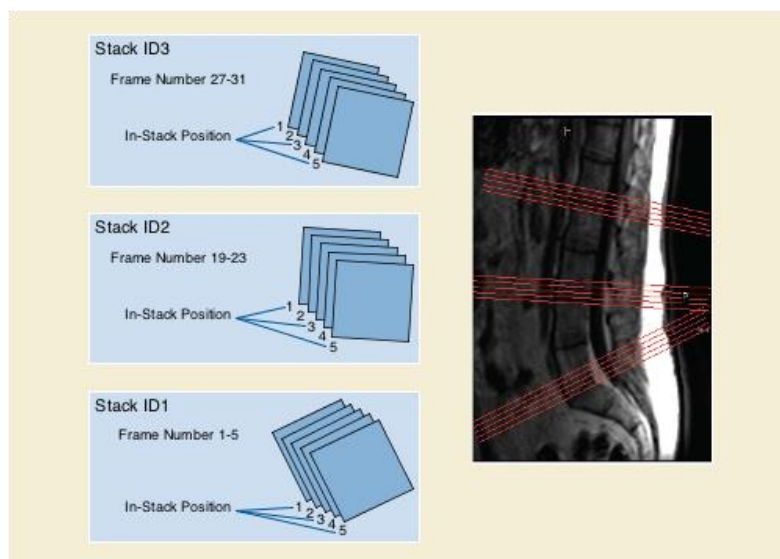 Stack ID3
Frame Number 27-31
In-Stack Position
1
2
3
4
5
Stack ID2
Frame Number 19-23
In-Stack Position
1
2
3
4
5
Stack ID1
Frame Number 1-5
In-Stack Position
1
2
3
4
5